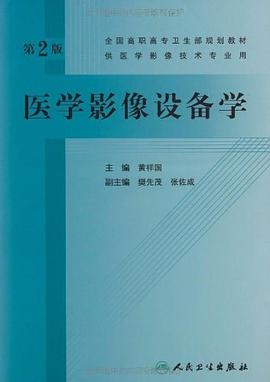 第2版
全国高职高专卫生部规划教材
供医学影像技术专业用
医学影像设备学
主 编 黄祥国
副主编 樊先茂 张佐成
人民卫生出版社